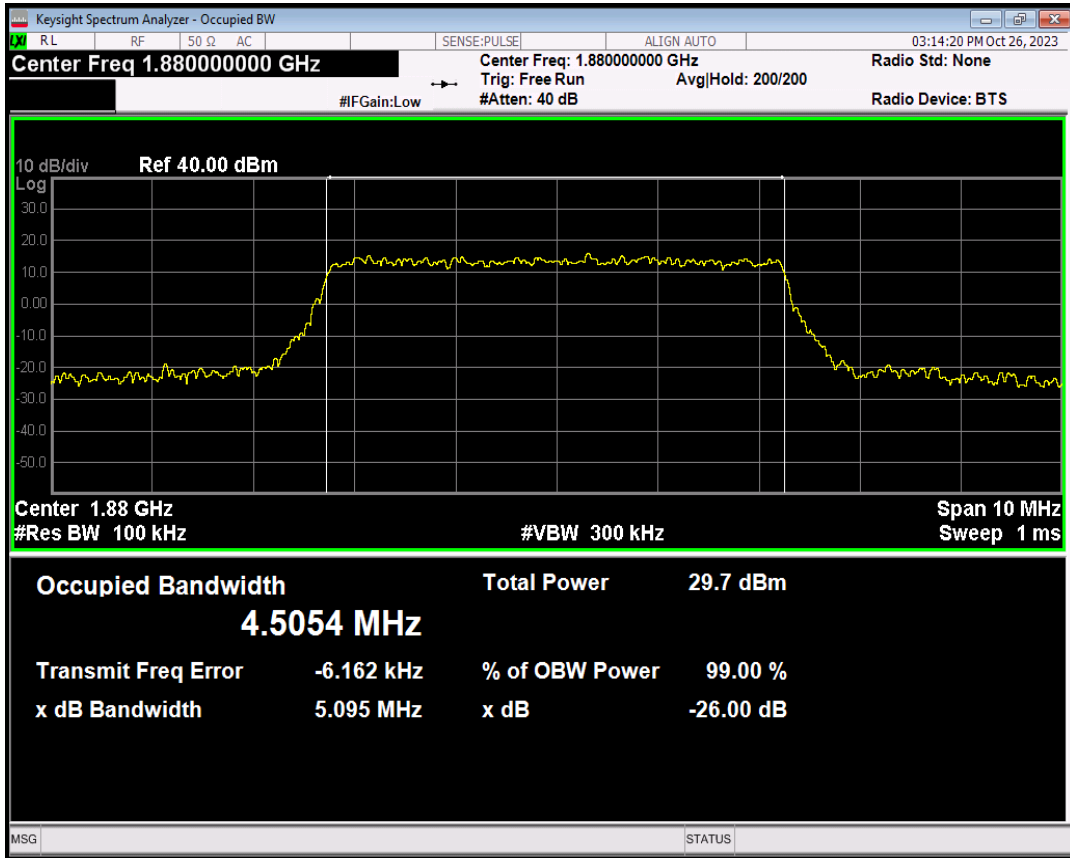 Keysight Spectrum Analyzer - Occupied BW
LXI RL RF 50 Ω AC SENSE:PULSE ALIGN AUTO 03:14:20 PM Oct 26, 2023
Center Freq 1.880000000 GHz Center Freq: 1.880000000 GHz Radio Std: None
Trig: Free Run Avg|Hold: 200/200
#IFGain:Low #Atten: 40 dB Radio Device: BTS
10 dB/div Ref 40.00 dBm
Log
30.0
20.0
10.0
0.00
-10.0
-20.0
-30.0
-40.0
-50.0
Center 1.88 GHz Span 10 MHz
#Res BW 100 kHz #VBW 300 kHz Sweep 1 ms
Occupied Bandwidth Total Power 29.7 dBm
4.5054 MHz
Transmit Freq Error -6.162 kHz % of OBW Power 99.00 %
x dB Bandwidth 5.095 MHz x dB -26.00 dB
MSG STATUS